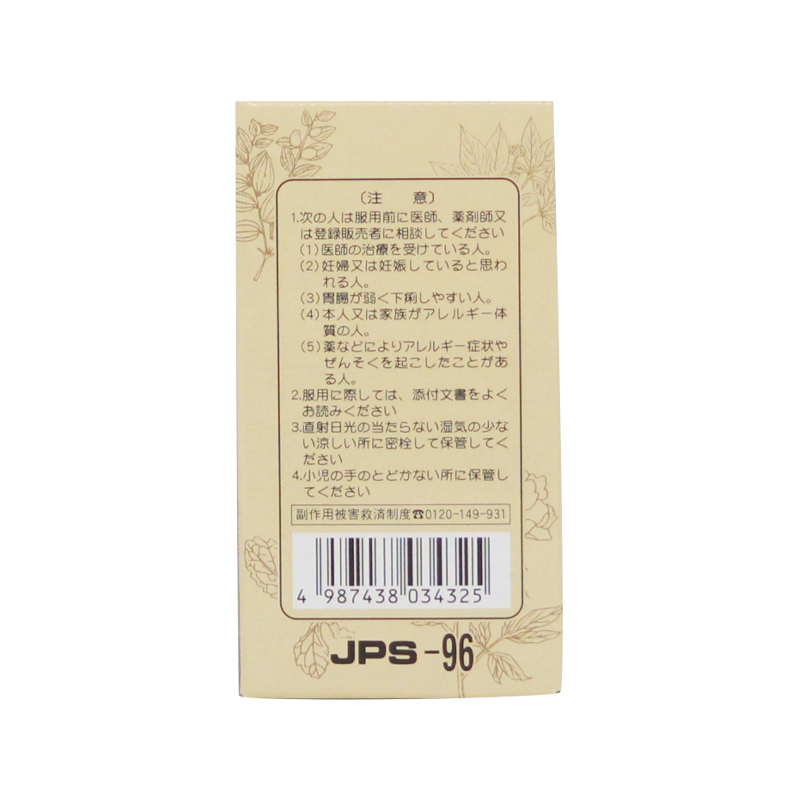 〔注　意〕
1.次の人は服用前に医師、薬剤師又
は登録販売者に相談してください
(1)医師の治療を受けている人。
(2)妊婦又は妊娠していると思わ
れる人。
(3)胃腸が弱く下痢しやすい人。
(4)本人又は家族がアレルギー体
質の人。
(5)薬などによりアレルギー症状や
ぜんそくを起こしたことがあ
る人。
2.服用に際しては、添付文書をよく
お読みください
3.直射日光の当たらない湿気の少な
い涼しい所に密栓して保管してく
ださい
4.小児の手のとどかない所に保管し
てください
副作用被害救済制度☎0120-149-931
4 987438 034325
JPS-96